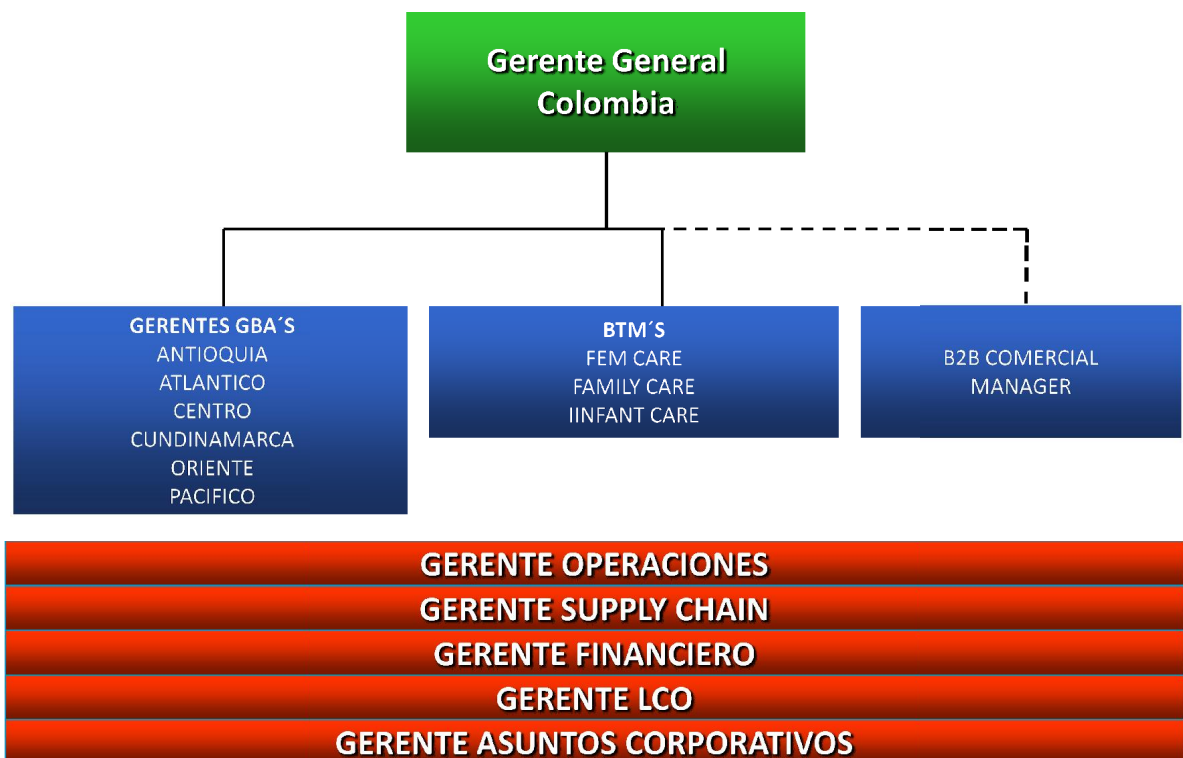 Gerente General
Colombia
GERENTES GBA´S
ANTIOQUIA
ATLANTICO
CENTRO
CUNDINAMARCA
ORIENTE
PACIFICO
BTM´S
FEM CARE
FAMILY CARE
IINFANT CARE
B2B COMERCIAL
MANAGER
GERENTE OPERACIONES
GERENTE SUPPLY CHAIN
GERENTE FINANCIERO
GERENTE LCO
GERENTE ASUNTOS CORPORATIVOS